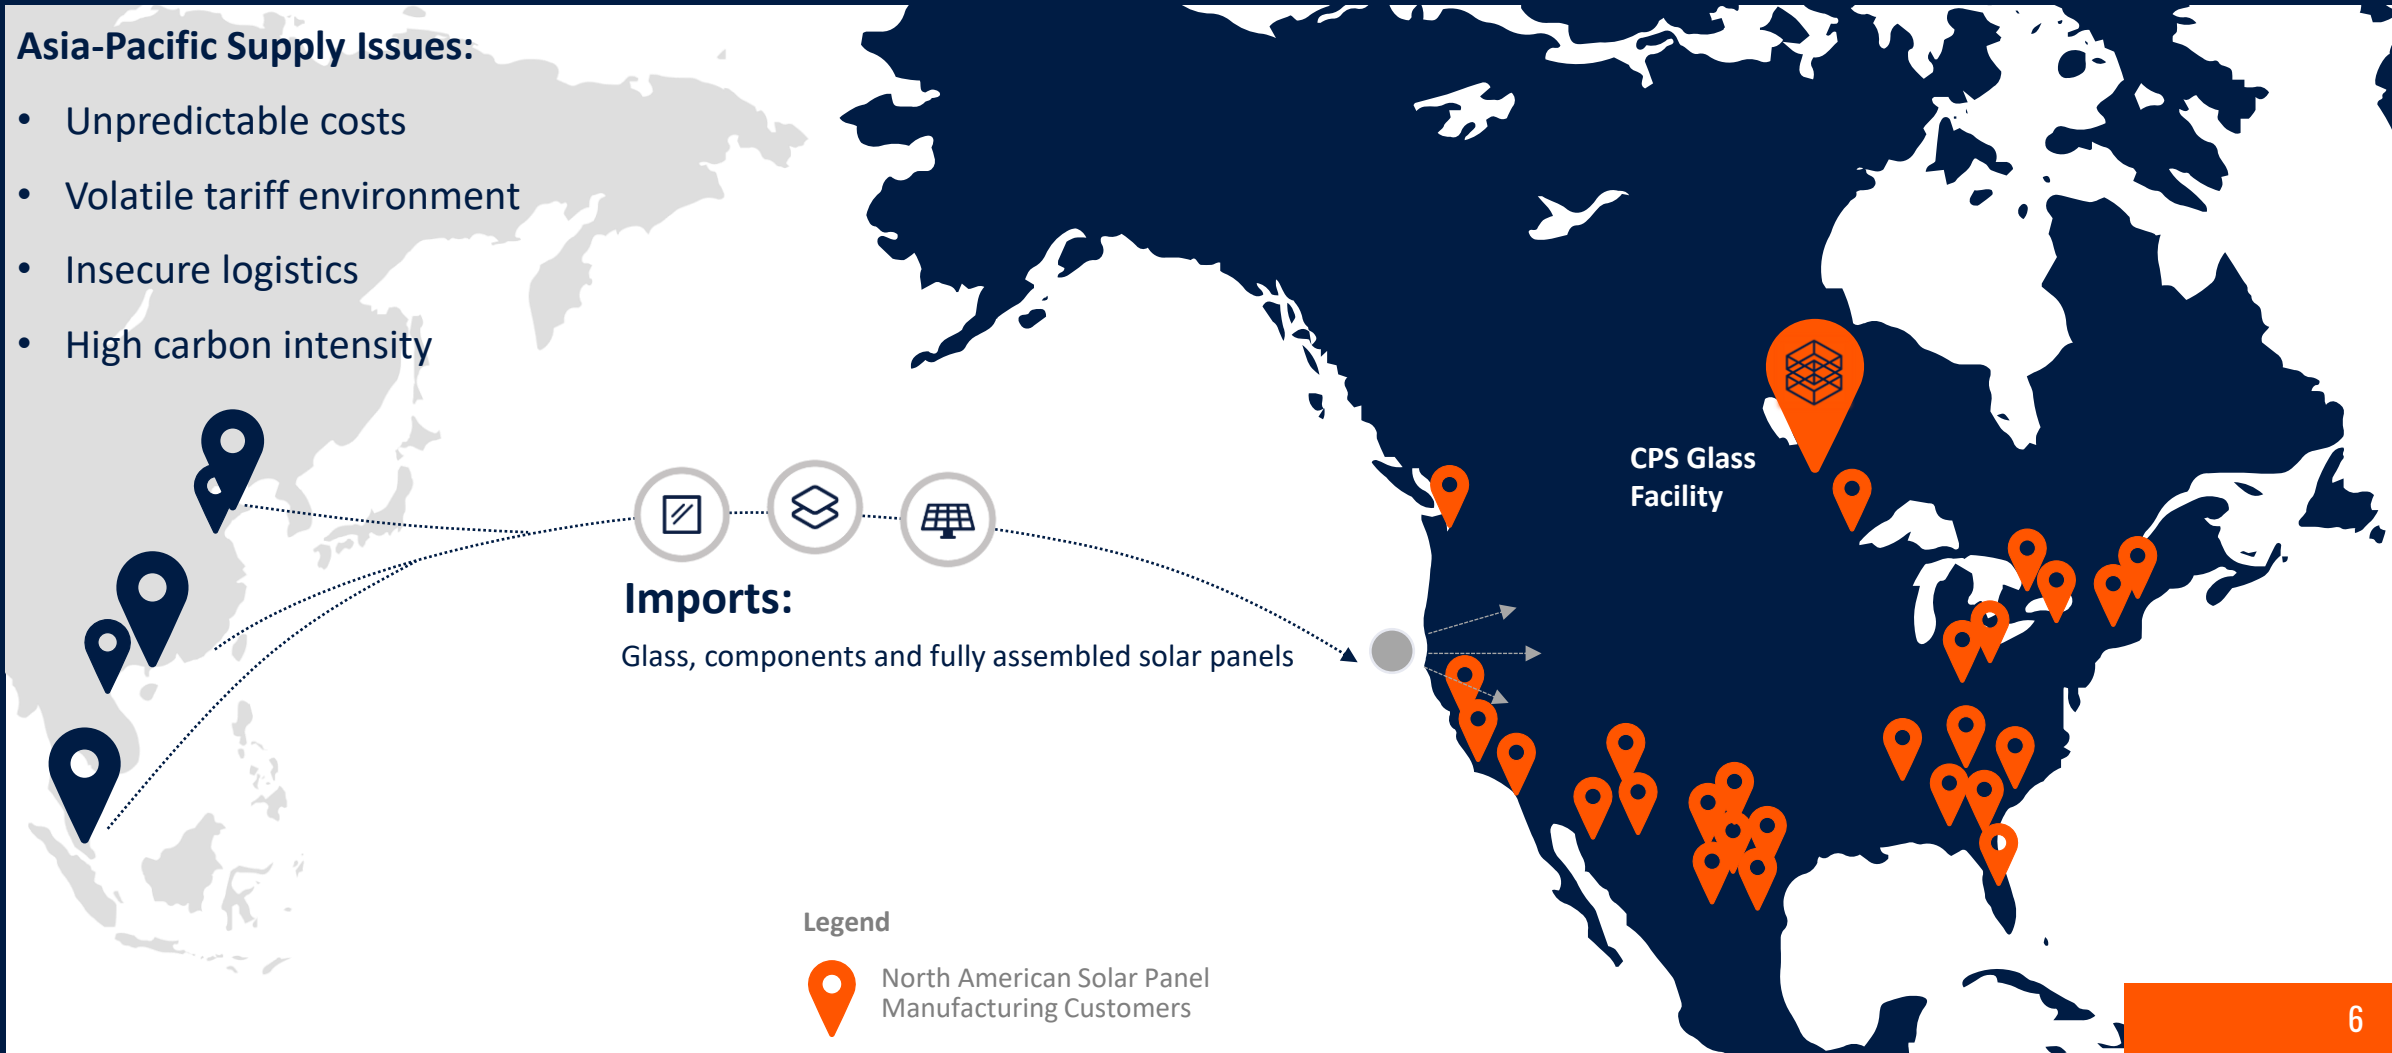 Asia-Pacific Supply Issues:
• Unpredictable costs
• Volatile tariff environment
• Insecure logistics
• High carbon intensity
CPS Glass
Facility
Imports:
Glass, components and fully assembled solar panels
Legend
North American Solar Panel
Manufacturing Customers
6